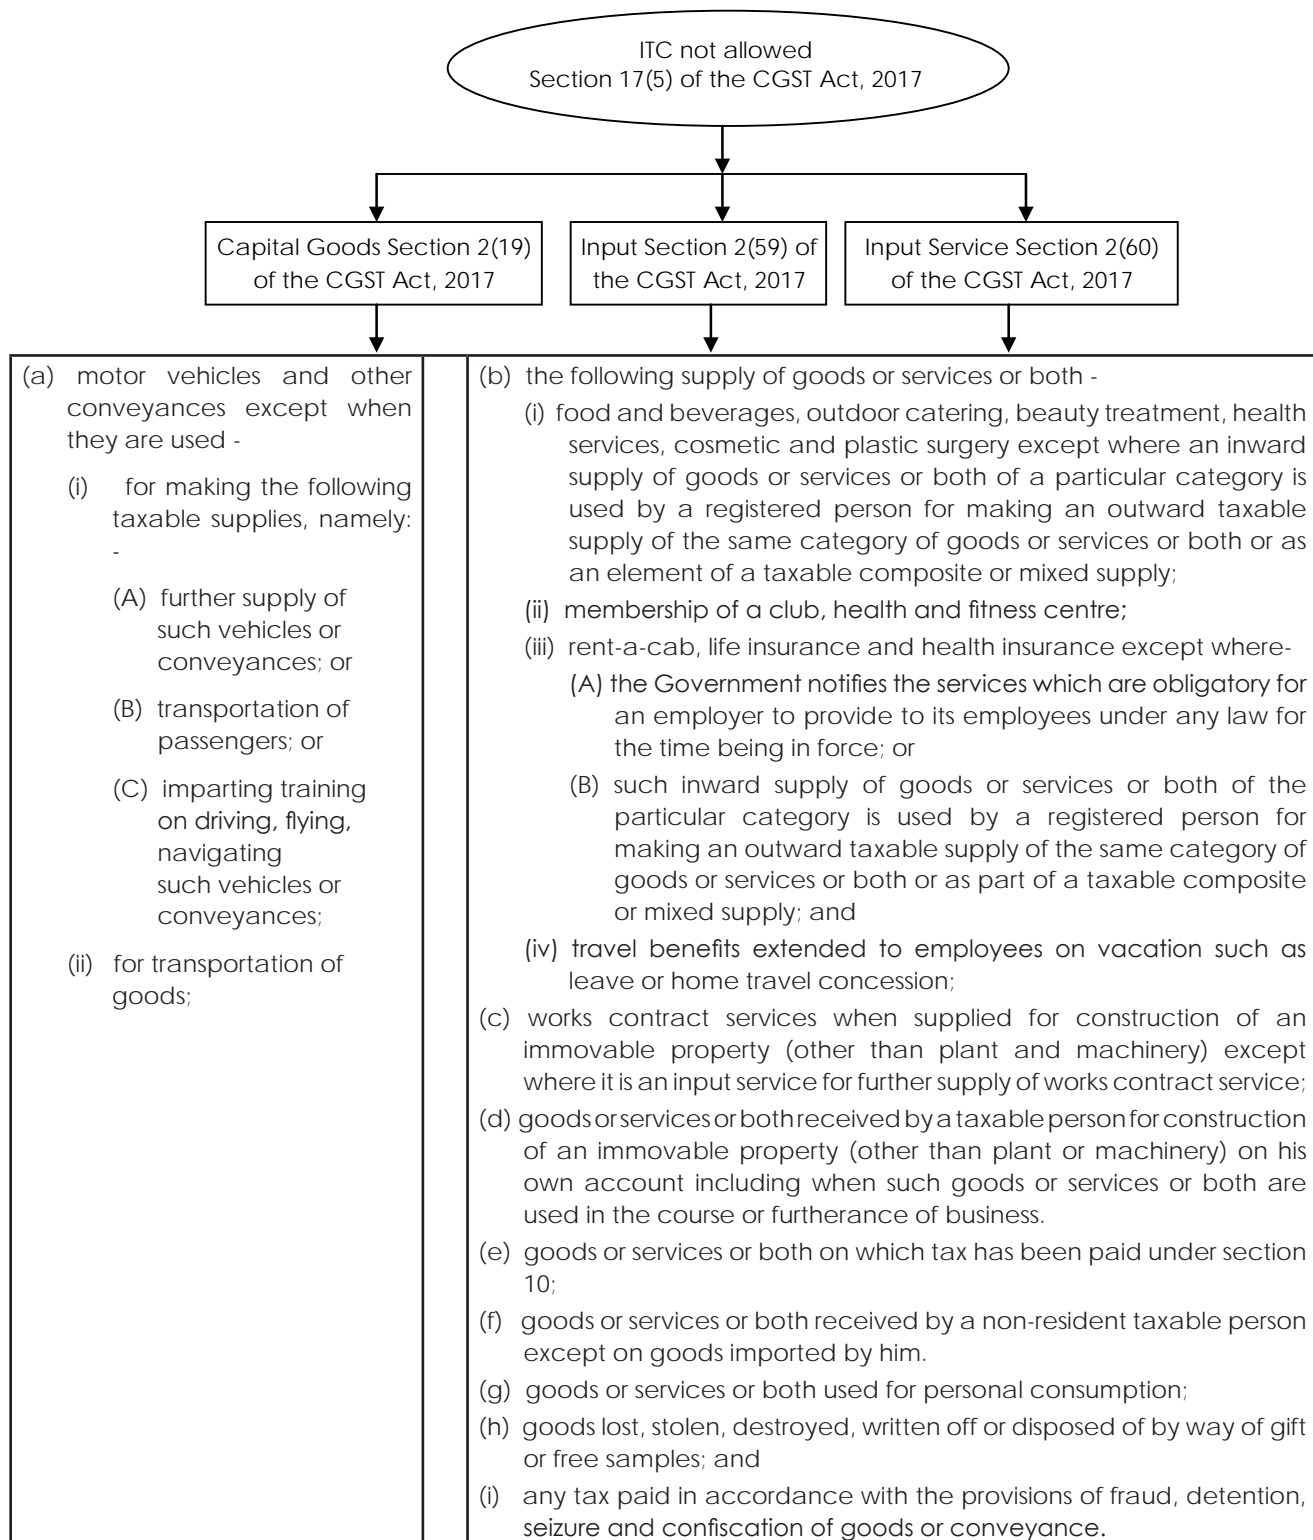 ITC not allowed
Section 17(5) of the CGST Act, 2017
Capital Goods Section 2(19)
of the CGST Act, 2017
Input Section 2(59) of
the CGST Act, 2017
Input Service Section 2(60)
of the CGST Act, 2017
(a) motor vehicles and other
conveyances except when
they are used -
(i) for making the following
taxable supplies, namely:
-
(A) further supply of
such vehicles or
conveyances; or
(B) transportation of
passengers; or
(C) imparting training
on driving, flying,
navigating
such vehicles or
conveyances;
(ii) for transportation of
goods;
(b) the following supply of goods or services or both -
(i) food and beverages, outdoor catering, beauty treatment, health
services, cosmetic and plastic surgery except where an inward
supply of goods or services or both of a particular category is
used by a registered person for making an outward taxable
supply of the same category of goods or services or both or as
an element of a taxable composite or mixed supply;
(ii) membership of a club, health and fitness centre;
(iii) rent-a-cab, life insurance and health insurance except where-
(A) the Government notifies the services which are obligatory for
an employer to provide to its employees under any law for
the time being in force; or
(B) such inward supply of goods or services or both of the
particular category is used by a registered person for
making an outward taxable supply of the same category of
goods or services or both or as part of a taxable composite
or mixed supply; and
(iv) travel benefits extended to employees on vacation such as
leave or home travel concession;
(c) works contract services when supplied for construction of an
immovable property (other than plant and machinery) except
where it is an input service for further supply of works contract service;
(d) goods or services or both received by a taxable person for construction
of an immovable property (other than plant or machinery) on his
own account including when such goods or services or both are
used in the course or furtherance of business.
(e) goods or services or both on which tax has been paid under section
10;
(f) goods or services or both received by a non-resident taxable person
except on goods imported by him.
(g) goods or services or both used for personal consumption;
(h) goods lost, stolen, destroyed, written off or disposed of by way of gift
or free samples; and
(i) any tax paid in accordance with the provisions of fraud, detention,
seizure and confiscation of goods or conveyance.